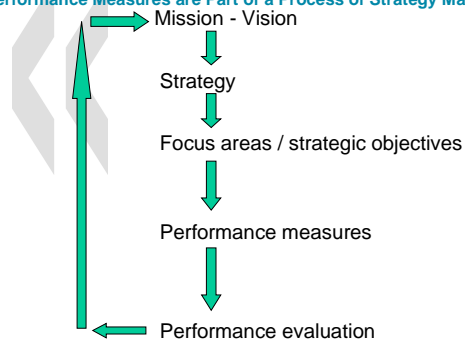 erformance Measures are Part of a Process of Strategy Ma
Mission - Vision
Strategy
Focus areas / strategic objectives
Performance measures
Performance evaluation